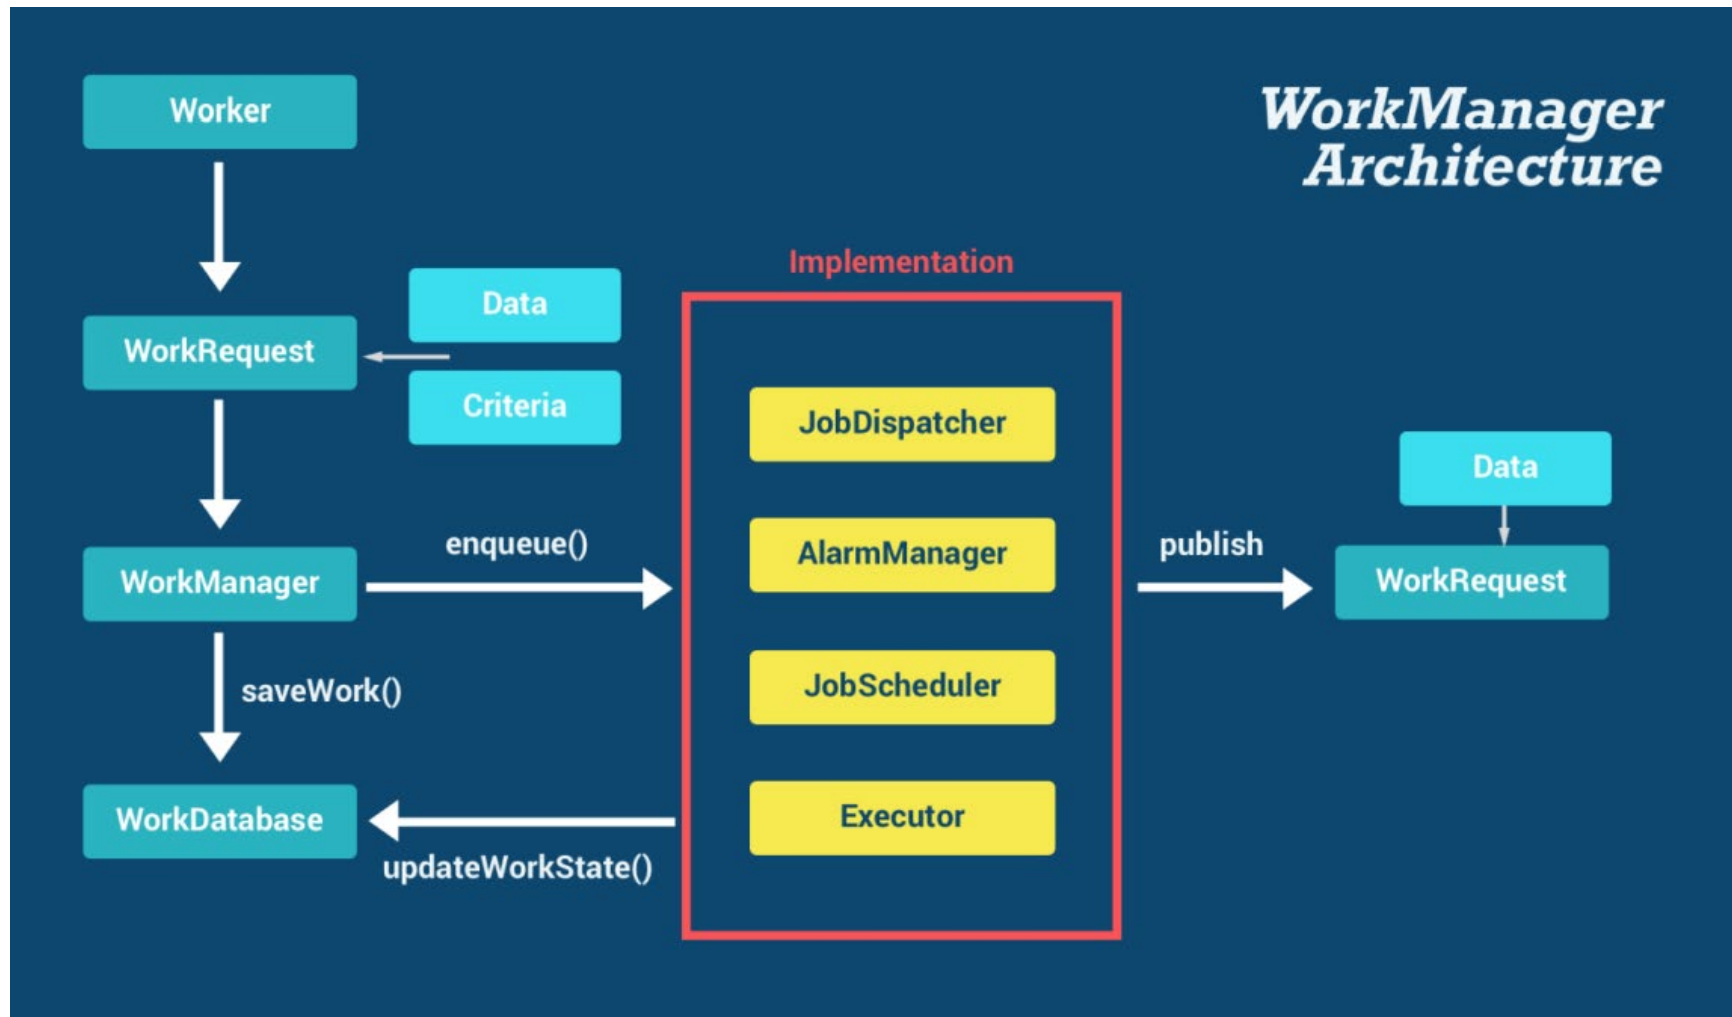 WorkManager
Architecture
Worker
WorkRequest
Data
Criteria
WorkManager
enqueue()
saveWork()
WorkDatabase
updateWorkState()
Implementation
JobDispatcher
AlarmManager
JobScheduler
Executor
publish
Data
WorkRequest